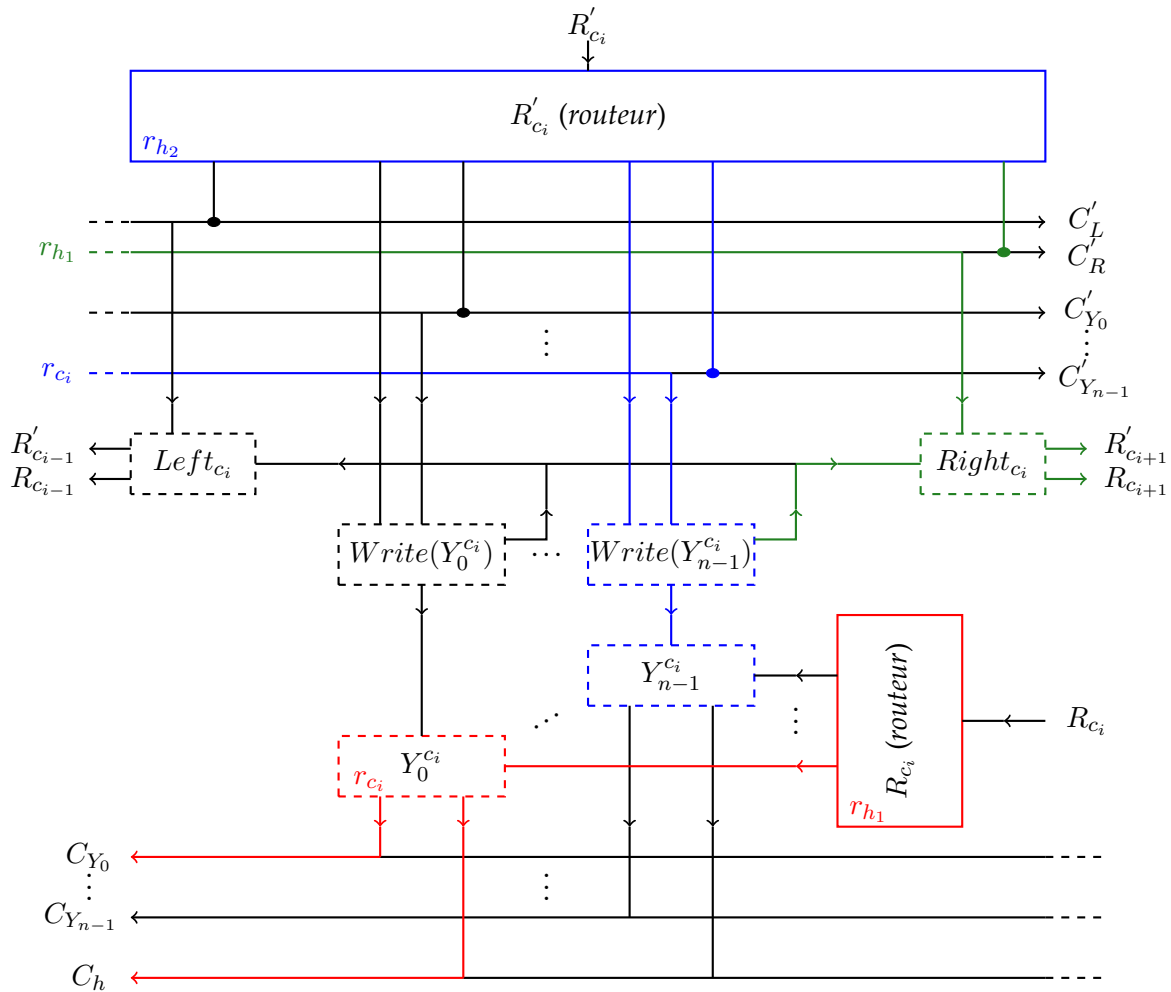 R'_{c_i}
R'_{c_i} (routeur)
r_{h_2}
C'_L
r_{h_1} C'_R
C'_{Y_0}
⋮ ⋮
r_{c_i} C'_{Y_{n-1}}
R'_{c_{i-1}} Left_{c_i} Right_{c_i} R'_{c_{i+1}}
R_{c_{i-1}} R_{c_{i+1}}
Write(Y_0^{c_i}) ⋯ Write(Y_{n-1}^{c_i})
Y_{n-1}^{c_i}
R_{c_i} (routeur)
R_{c_i}
Y_0^{c_i}
r_{c_i}
r_{h_1}
C_{Y_0}
⋮ ⋮
C_{Y_{n-1}}
C_h